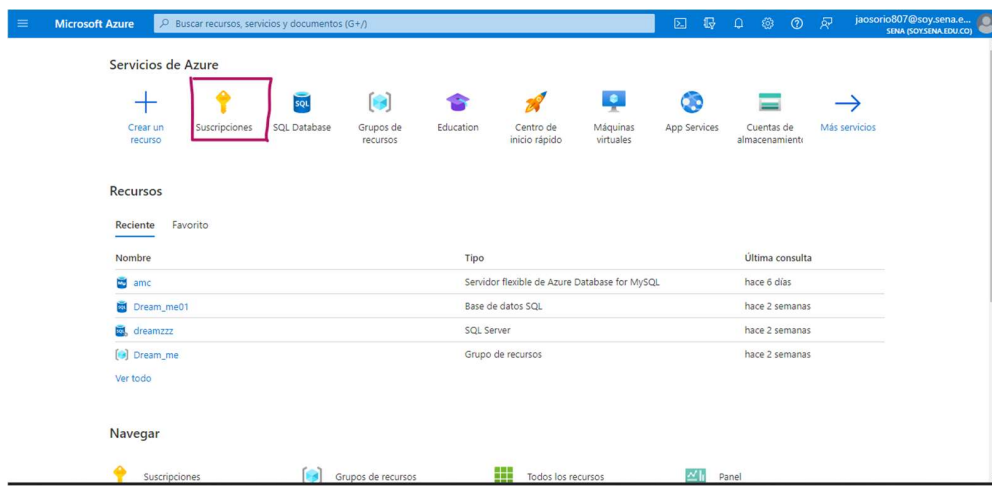 Microsoft Azure
Buscar recursos, servicios y documentos (G+/)
jaosorio807@soy.sena.e...
SENA (SOY.SENA.EDU.CO)
Servicios de Azure
Crear un recurso
Suscripciones
SQL Database
Grupos de recursos
Education
Centro de inicio rápido
Máquinas virtuales
App Services
Cuentas de almacenamiento
Más servicios
Recursos
Reciente Favorito
Nombre Tipo Última consulta
amc Servidor flexible de Azure Database for MySQL hace 6 días
Dream_me01 Base de datos SQL hace 2 semanas
dreamzzz SQL Server hace 2 semanas
Dream_me Grupo de recursos hace 2 semanas
Ver todo
Navegar
Suscripciones Grupos de recursos Todos los recursos Panel